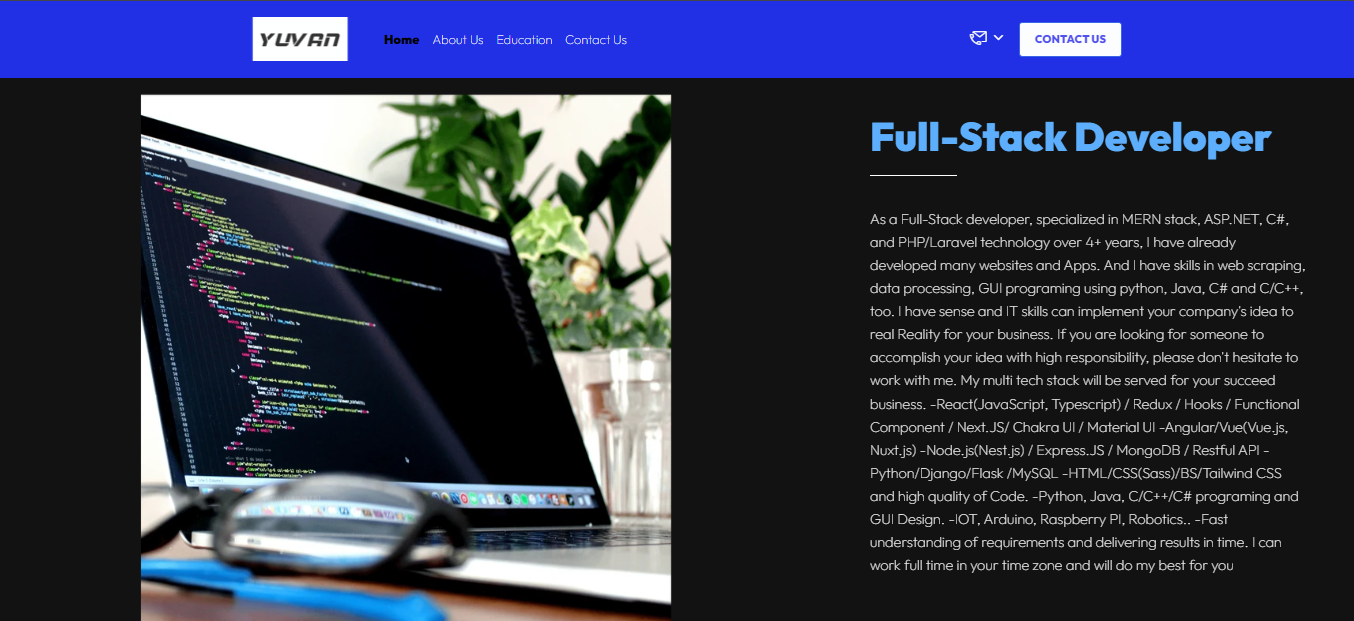 YUVAN
Home About Us Education Contact Us
CONTACT US
Full-Stack Developer
As a Full-Stack developer, specialized in MERN stack, ASP.NET, C#,
and PHP/Laravel technology over 4+ years, I have already
developed many websites and Apps. And I have skills in web scraping,
data processing, GUI programing using python, Java, C# and C/C++,
too. I have sense and IT skills can implement your company's idea to
real Reality for your business. If you are looking for someone to
accomplish your idea with high responsibility, please don't hesitate to
work with me. My multi tech stack will be served for your succeed
business. -React(JavaScript, Typescript) / Redux / Hooks / Functional
Component / Next.JS/ Chakra UI / Material UI -Angular/Vue(Vue.js,
Nuxt.js) -Node.js(Nest.js) / Express.JS / MongoDB / Restful API -
Python/Django/Flask /MySQL -HTML/CSS(Sass)/BS/Tailwind CSS
and high quality of Code. -Python, Java, C/C++/C# programing and
GUI Design. -IOT, Arduino, Raspberry PI, Robotics.. -Fast
understanding of requirements and delivering results in time. I can
work full time in your time zone and will do my best for you